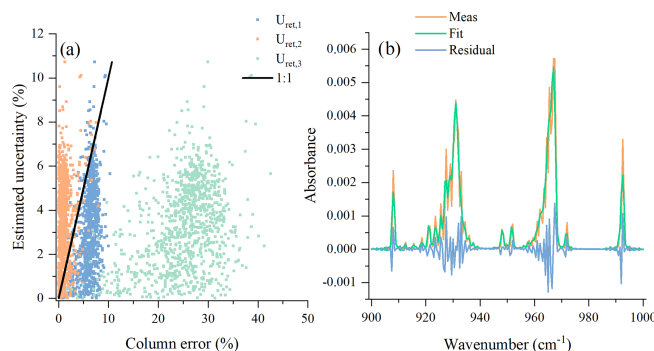 (a)
U_ret,1
U_ret,2
U_ret,3
1:1
Estimated uncertainty (%)
12
10
8
6
4
2
0
0
10
20
30
40
50
Column error (%)
(b)
Meas
Fit
Residual
Absorbance
0.006
0.005
0.004
0.003
0.002
0.001
0.000
-0.001
900
920
940
960
980
1000
Wavenumber (cm⁻¹)